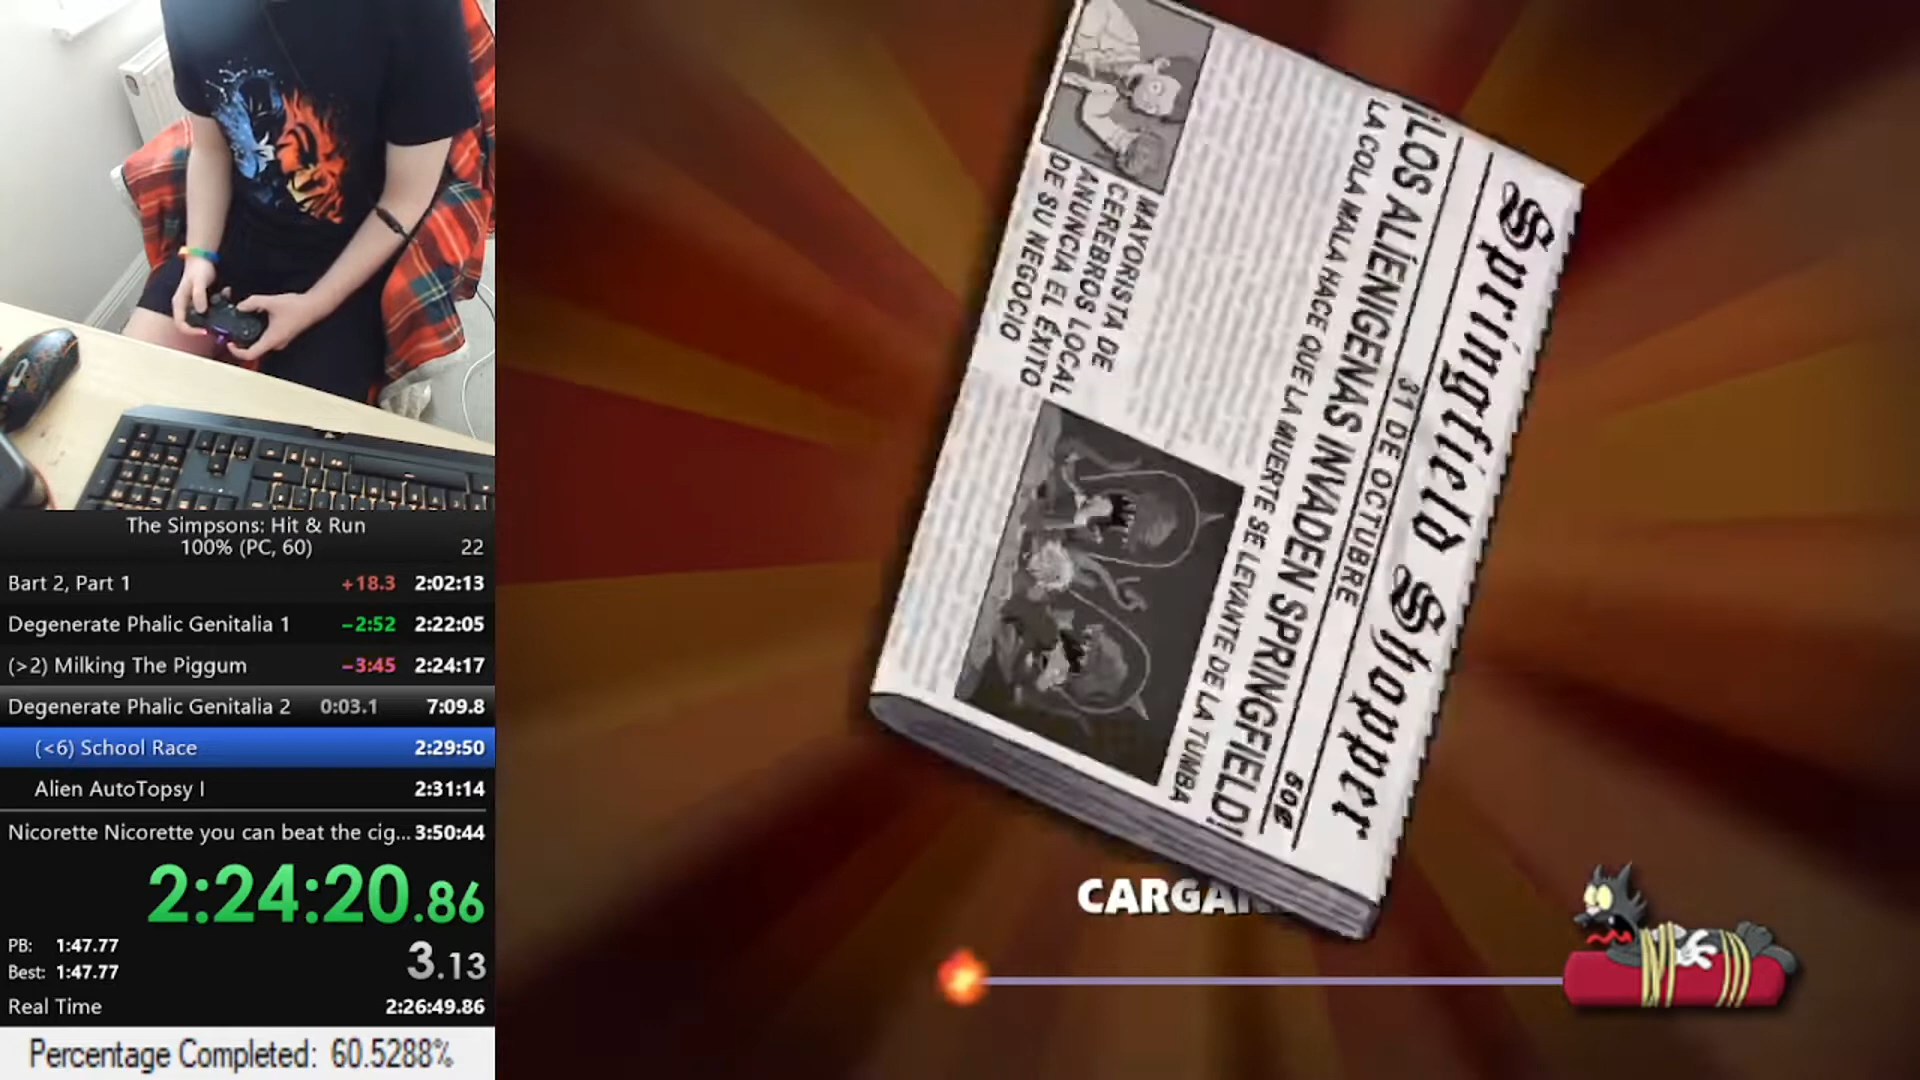 The Simpsons: Hit & Run
100% (PC, 60) 22
Bart 2, Part 1 +18.3 2:02:13
Degenerate Phalic Genitalia 1 −2:52 2:22:05
(>2) Milking The Piggum −3:45 2:24:17
Degenerate Phalic Genitalia 2 0:03.1 7:09.8
(<6) School Race 2:29:50
Alien AutoTopsy I 2:31:14
Nicorette Nicorette you can beat the cig... 3:50:44
2:24:20.86
PB: 1:47.77
3.13
Best: 1:47.77
Real Time 2:26:49.86
Percentage Completed: 60.5288%
Springfield Shopper
31 DE OCTUBRE 50¢
¡LOS ALIENIGENAS INVADEN SPRINGFIELD!
LA COLA MALA HACE QUE LA MUERTE SE LEVANTE DE LA TUMBA
MAYORISTA DE
CEREBROS LOCAL
ANUNCIA EL ÉXITO
DE SU NEGOCIO
CARGAN